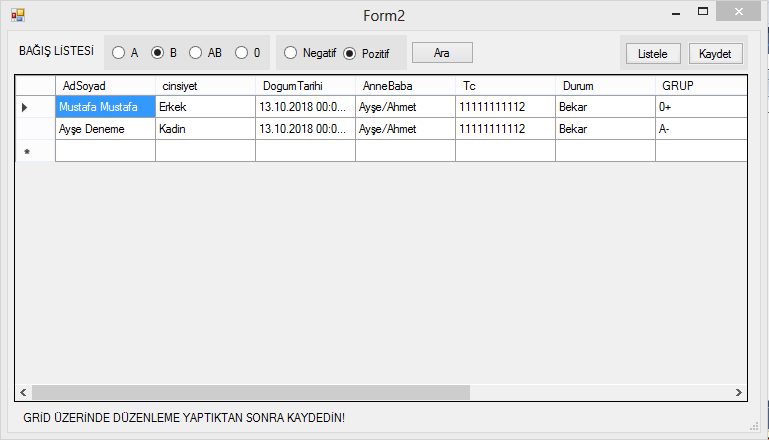 Form2
BAĞIŞ LİSTESİ A B AB 0 Negatif Pozitif Ara Listele Kaydet
AdSoyad cinsiyet DogumTarihi AnneBaba Tc Durum GRUP
Mustafa Mustafa Erkek 13.10.2018 00:0... Ayşe/Ahmet 11111111112 Bekar 0+
Ayşe Deneme Kadin 13.10.2018 00:0... Ayşe/Ahmet 11111111112 Bekar A-
GRİD ÜZERİNDE DÜZENLEME YAPTIKTAN SONRA KAYDEDİN!